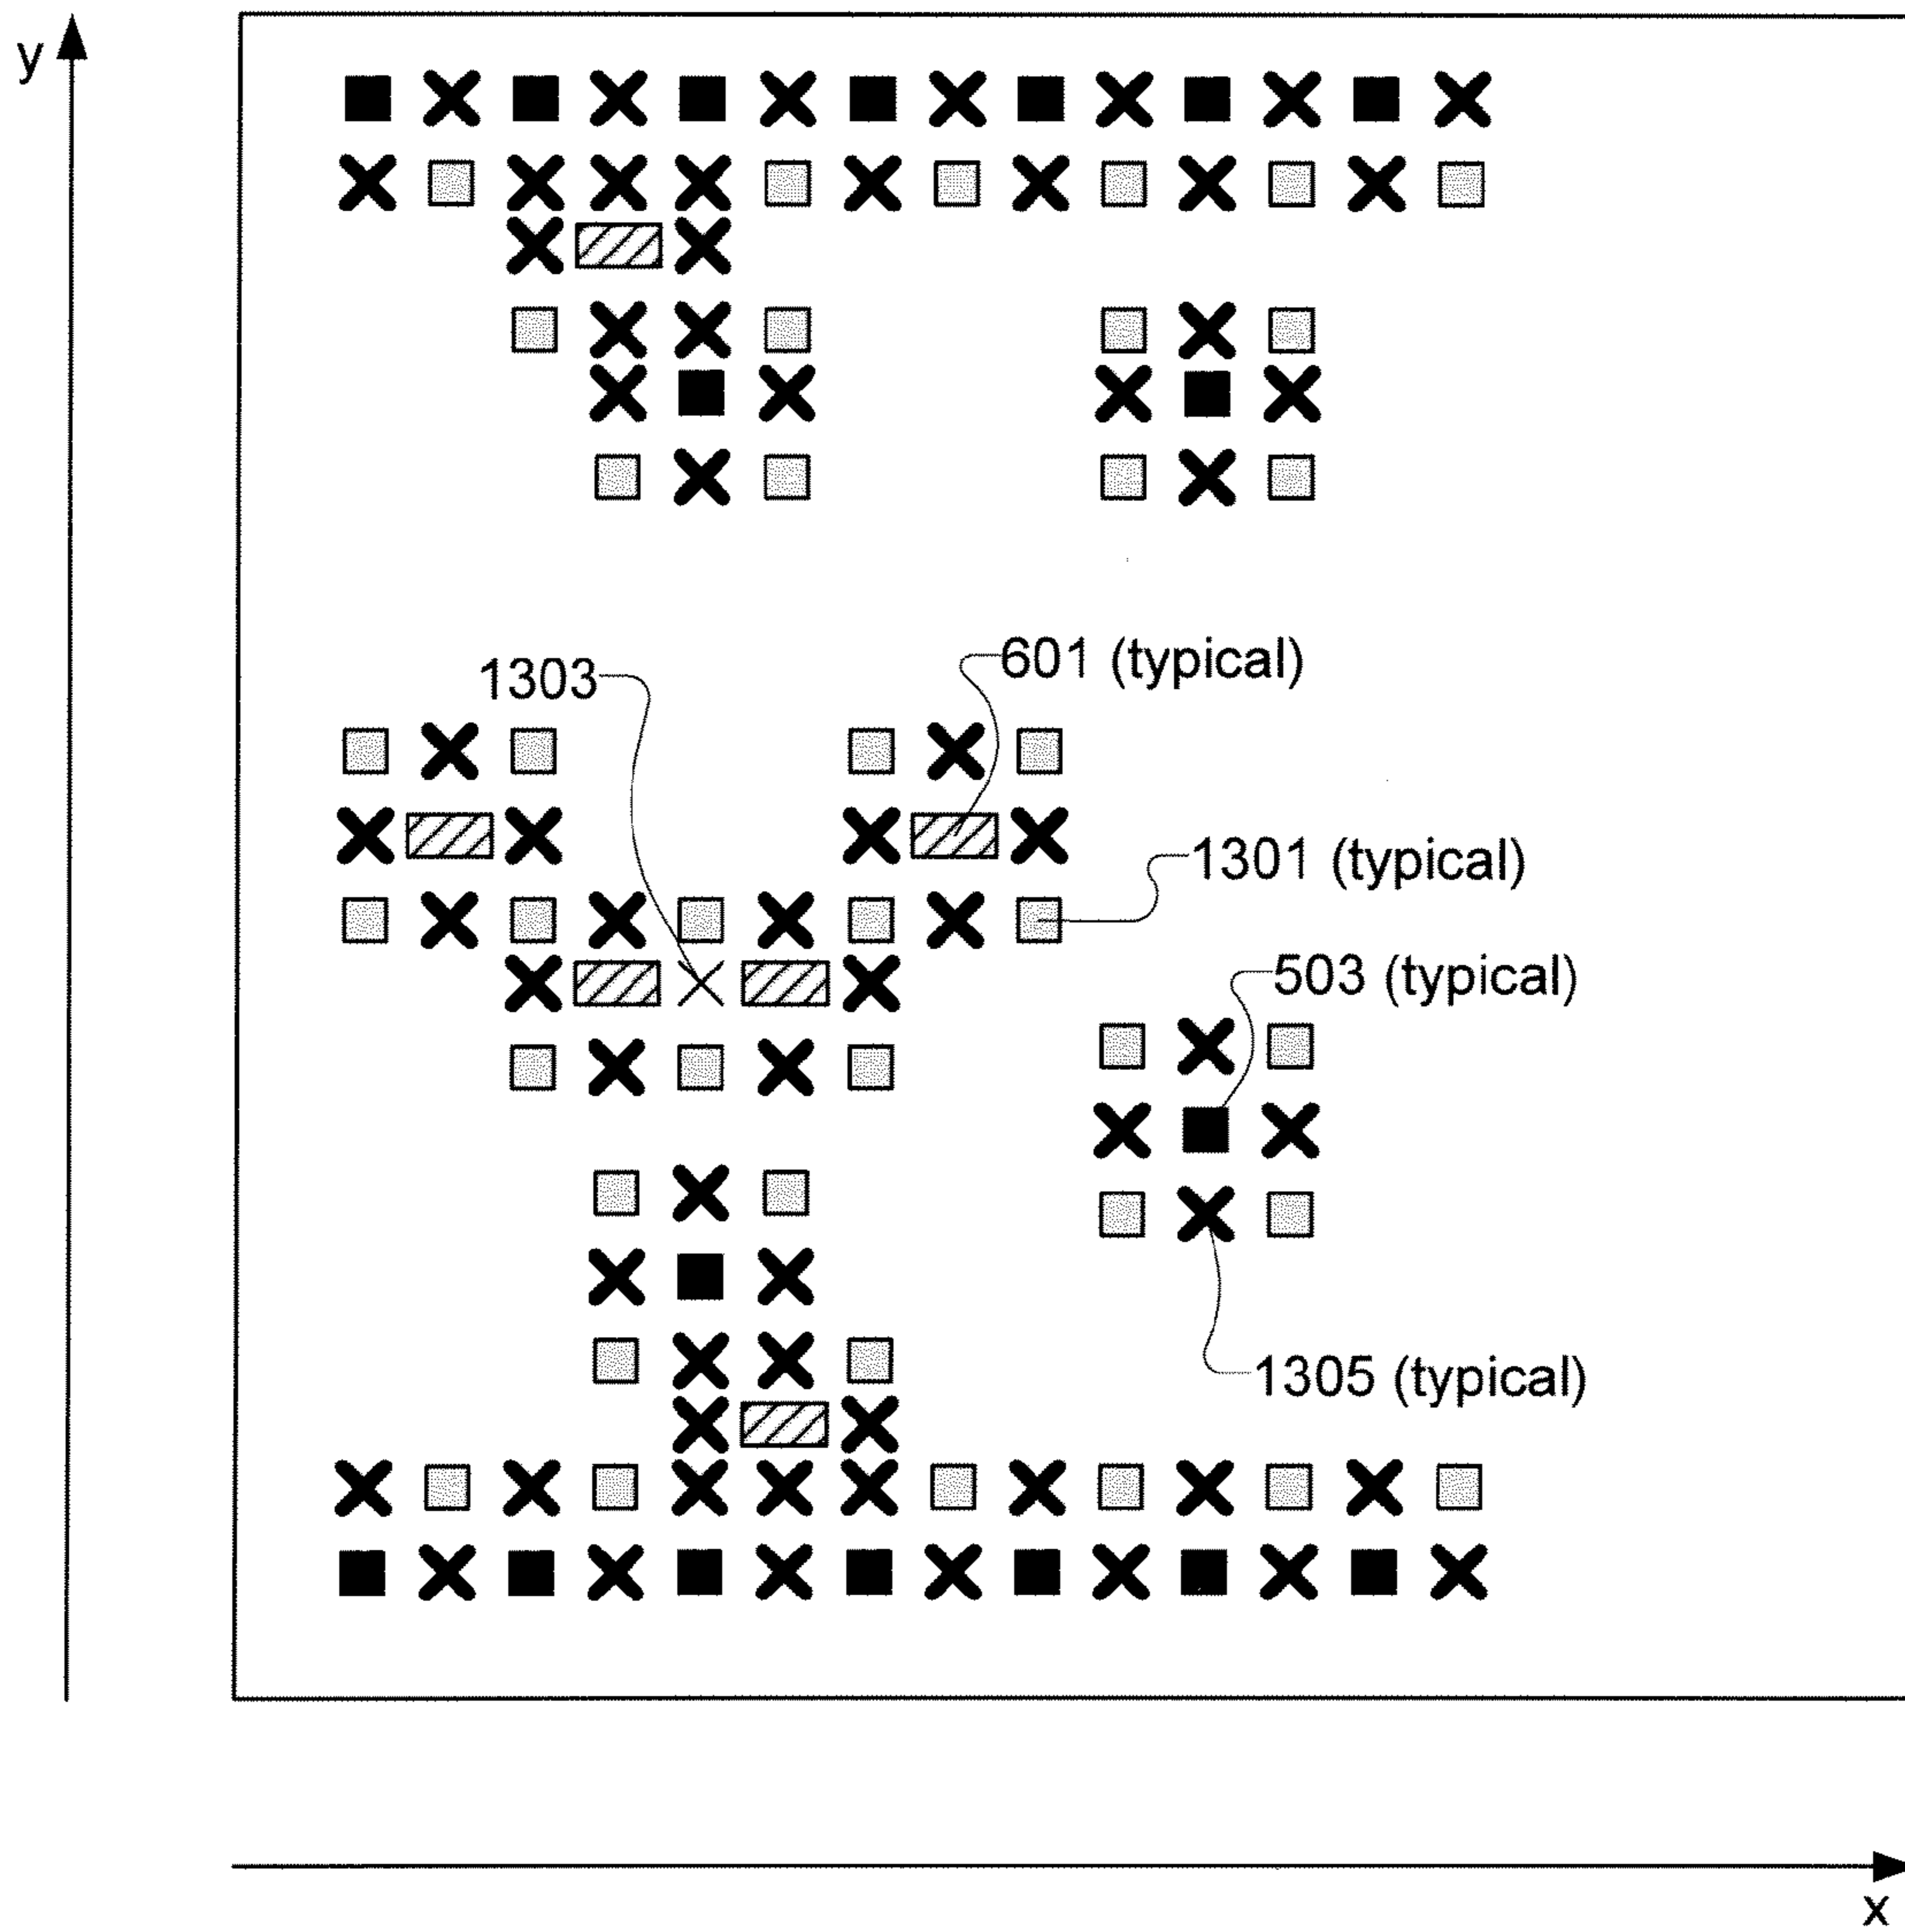 y
601 (typical)
1303
1301 (typical)
503 (typical)
1305 (typical)
x